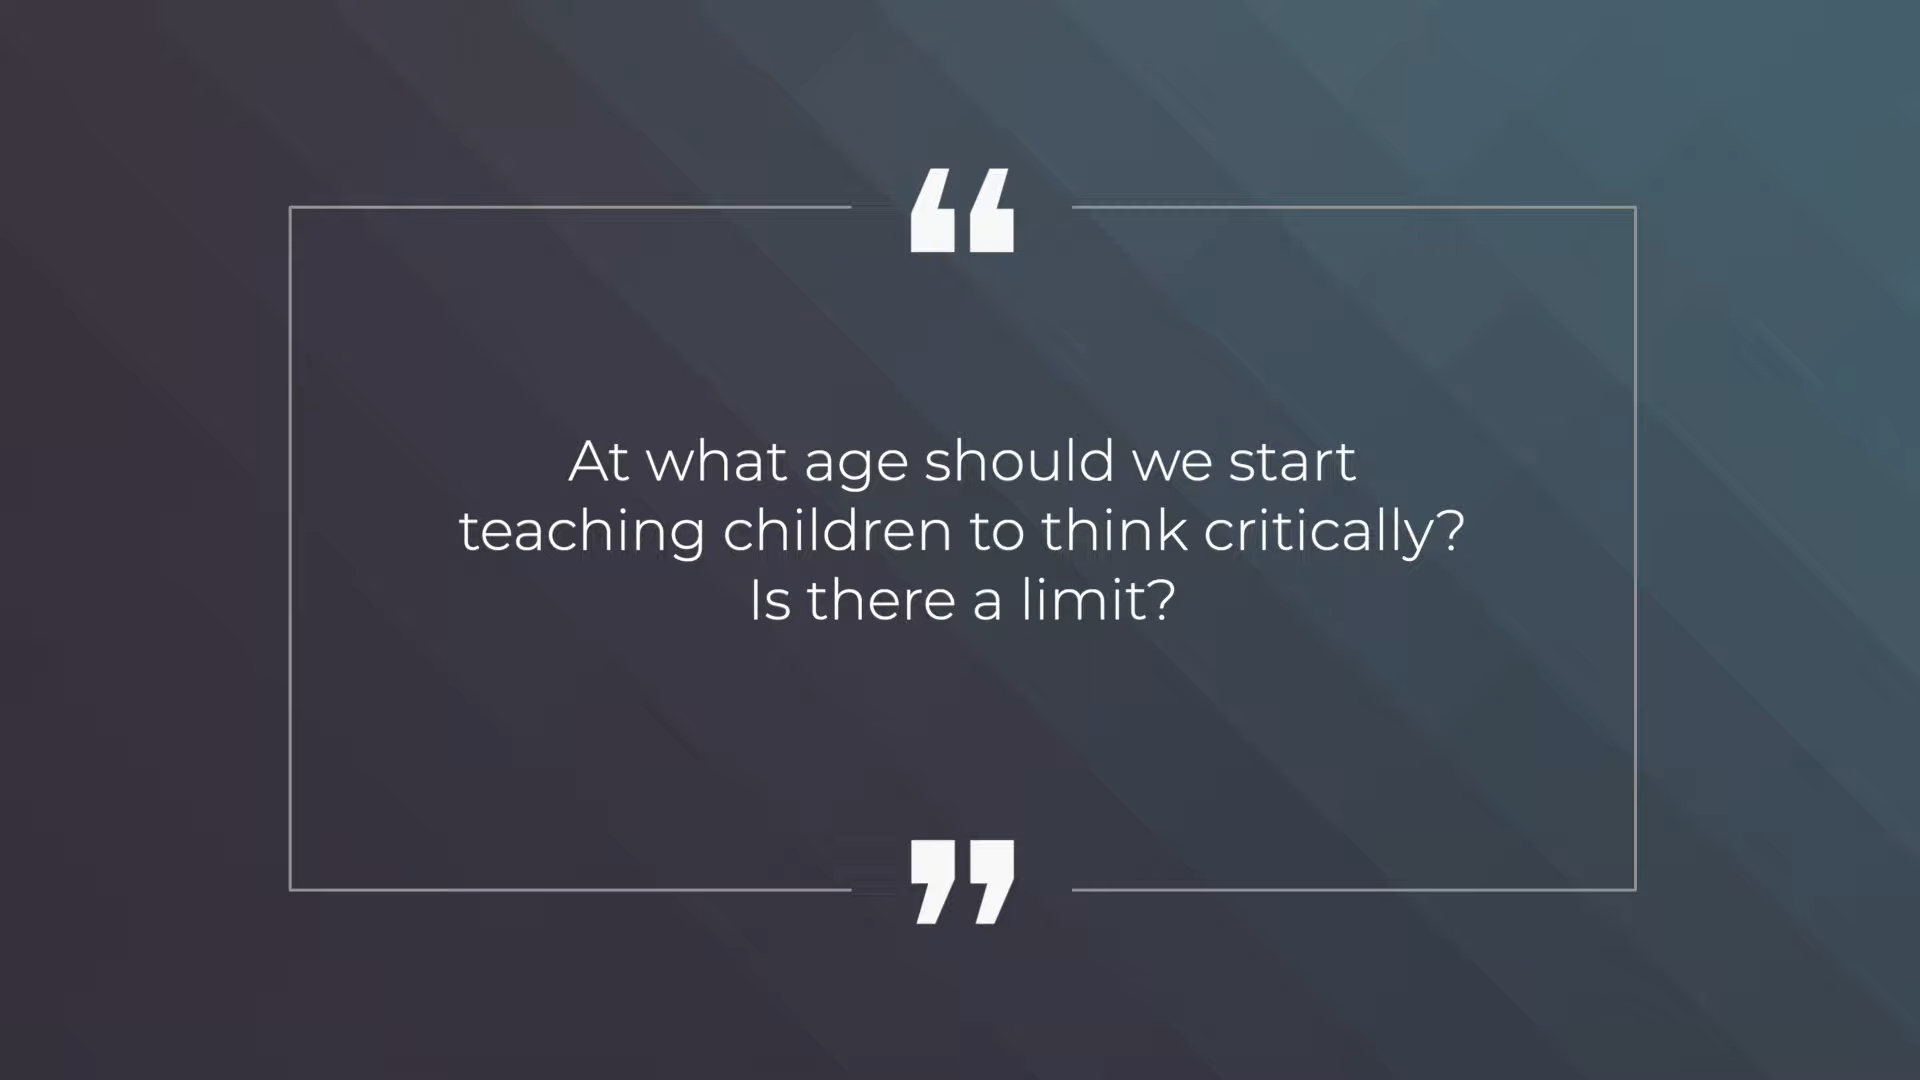 “
At what age should we start
teaching children to think critically?
Is there a limit?
”